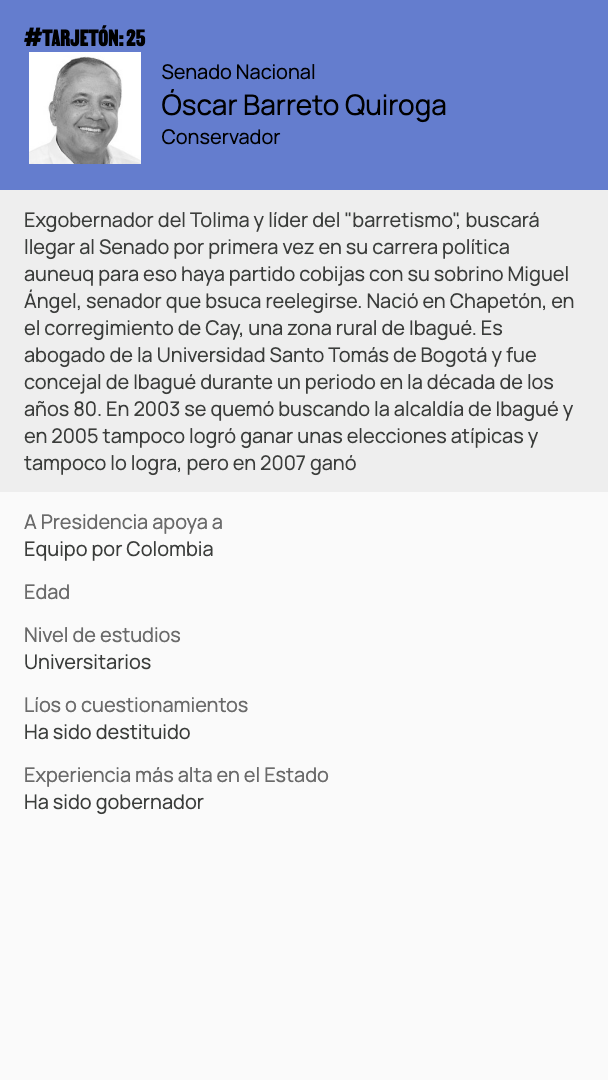 #TARJETÓN: 25
Senado Nacional
Óscar Barreto Quiroga
Conservador
Exgobernador del Tolima y líder del "barretismo", buscará
llegar al Senado por primera vez en su carrera política
auneuq para eso haya partido cobijas con su sobrino Miguel
Ángel, senador que bsuca reelegirse. Nació en Chapetón, en
el corregimiento de Cay, una zona rural de Ibagué. Es
abogado de la Universidad Santo Tomás de Bogotá y fue
concejal de Ibagué durante un periodo en la década de los
años 80. En 2003 se quemó buscando la alcaldía de Ibagué y
en 2005 tampoco logró ganar unas elecciones atípicas y
tampoco lo logra, pero en 2007 ganó
A Presidencia apoya a
Equipo por Colombia
Edad
Nivel de estudios
Universitarios
Líos o cuestionamientos
Ha sido destituido
Experiencia más alta en el Estado
Ha sido gobernador